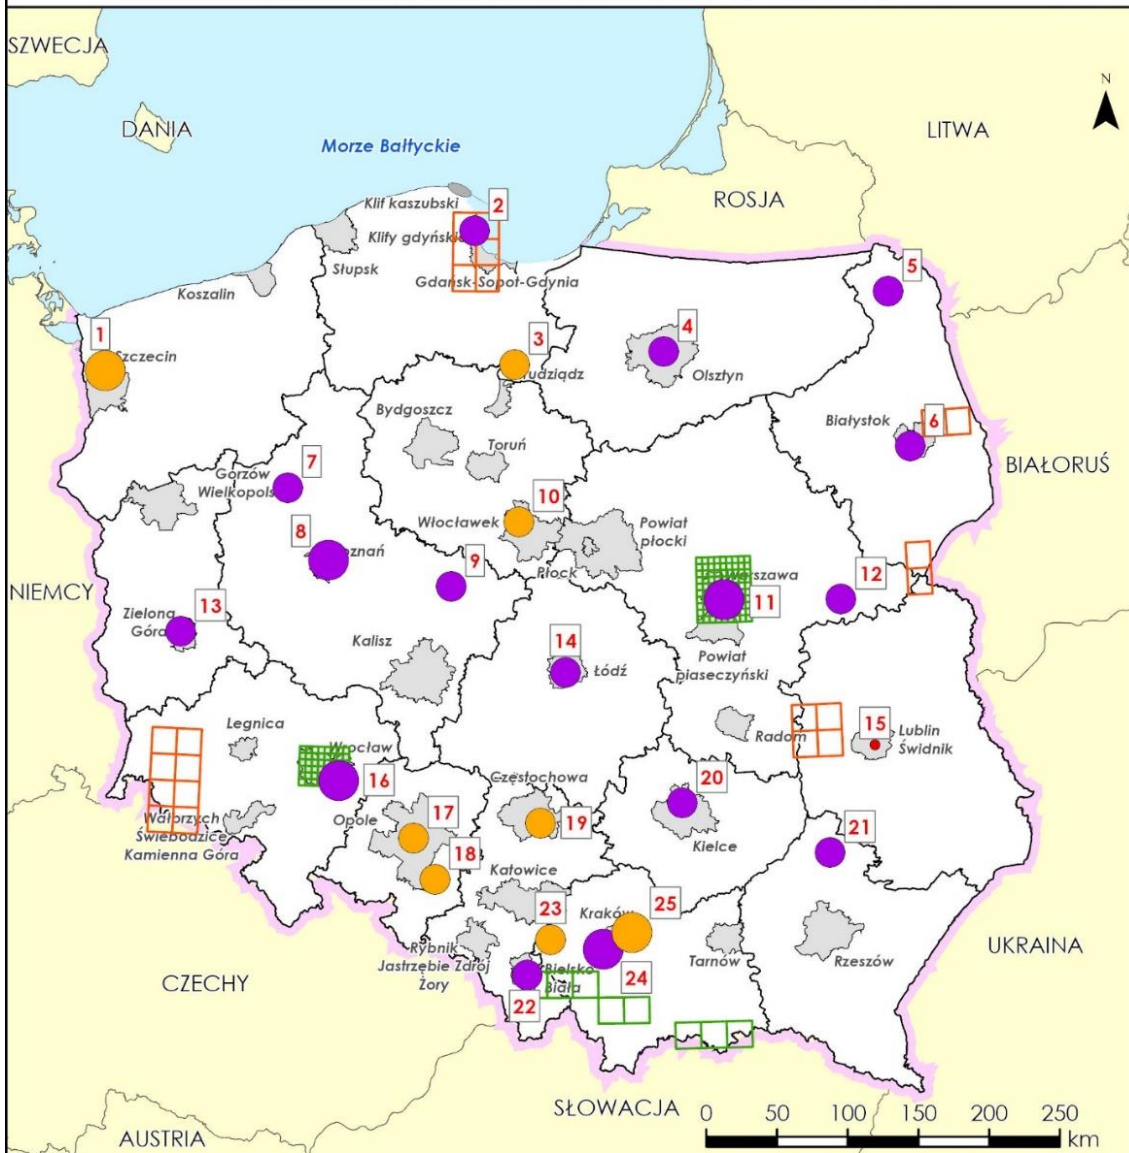 SZWECJA
DANIA
Morze Bałtyckie
LITWA
N
ROSJA
Klif kaszubski
2
Klify gdyńskie
Słupsk
Gdańsk-Sopot-Gdynia
Koszalin
5
1
Szczecin
3
4
Grudziądz
Olsztyn
Bydgoszcz
Toruń
Białystok
6
BIAŁORUŚ
7
Gorzów
Wielkopolski
10
Włocławek
Powiat
płocki
8
Poznań
Płock
9
Warszawa
11
12
NIEMCY
13
Zielona
Góra
Kalisz
14
Łódź
Powiat
piaseczyński
Legnica
Radom
15
Lublin
Świdnik
Wrocław
16
Częstochowa
20
Opole
17
19
Kielce
21
Wałbrzych
Świebodzice
Kamienna Góra
18
Katowice
23
Kraków
25
Rybnik
Jastrzębie Zdrój
Żory
Bielsko
Biała
22
24
Tarnów
Rzeszów
UKRAINA
CZECHY
SŁOWACJA
AUSTRIA
0 50 100 150 200 250
km